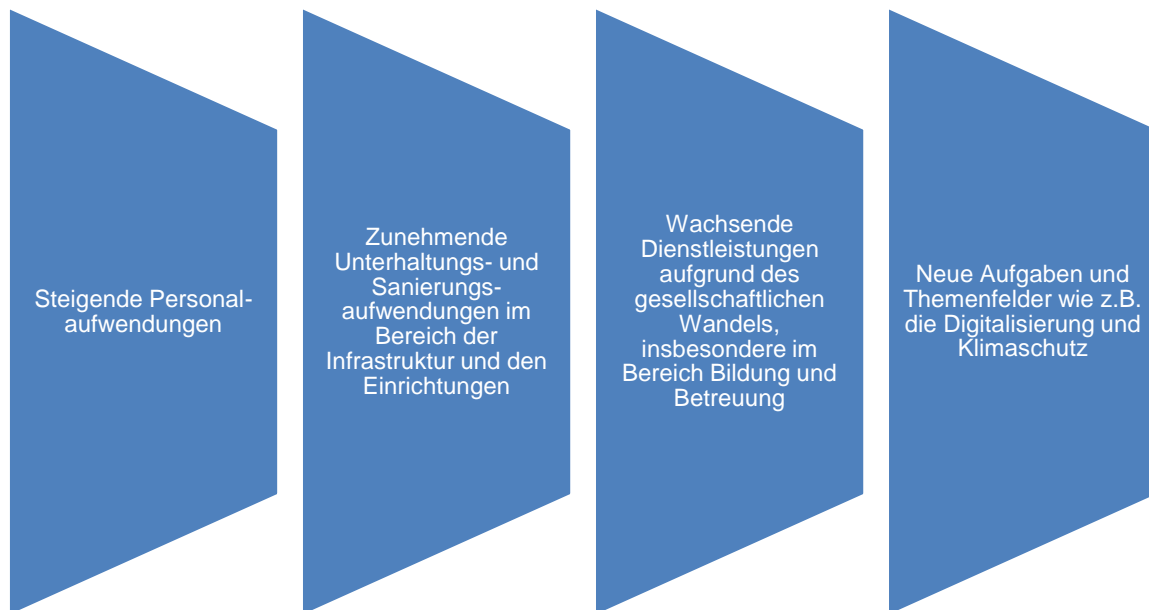 Steigende Personal-
aufwendungen
Zunehmende
Unterhaltungs- und
Sanierungs-
aufwendungen im
Bereich der
Infrastruktur und den
Einrichtungen
Wachsende
Dienstleistungen
aufgrund des
gesellschaftlichen
Wandels,
insbesondere im
Bereich Bildung und
Betreuung
Neue Aufgaben und
Themenfelder wie z.B.
die Digitalisierung und
Klimaschutz